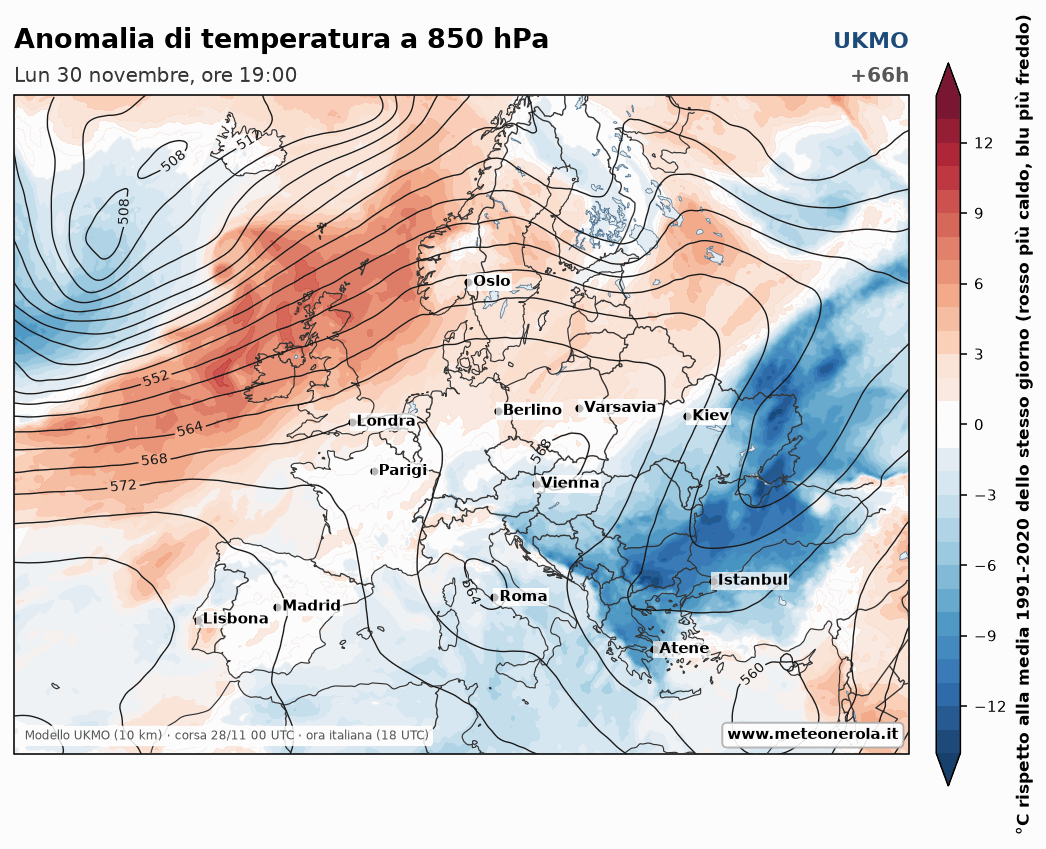 Anomalia di temperatura a 850 hPa
UKMO
Lun 30 novembre, ore 19:00
+66h
512
508
508
Oslo
552
Berlino
Varsavia
Kiev
Londra
564
568
568
Parigi
572
Vienna
Istanbul
564
Roma
Madrid
Lisbona
Atene
560
Modello UKMO (10 km) · corsa 28/11 00 UTC · ora italiana (18 UTC)
www.meteonerola.it
12
9
6
3
0
−3
−6
−9
−12
°C rispetto alla media 1991-2020 dello stesso giorno (rosso più caldo, blu più freddo)